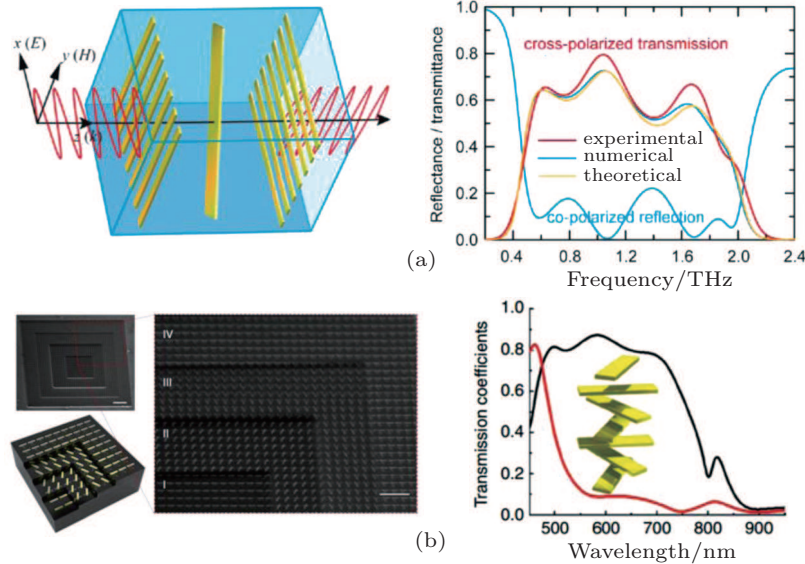 x (E)
y (H)
z (k)
Reflectance / transmittance
1.0
0.8
0.6
0.4
0.2
0.0
cross-polarized transmission
experimental
numerical
theoretical
co-polarized reflection
0.4 0.8 1.2 1.6 2.0 2.4
Frequency/THz
(a)
IV
III
II
I
Transmission coefficients
1.0
0.8
0.6
0.4
0.2
0.0
500 600 700 800 900
Wavelength/nm
(b)